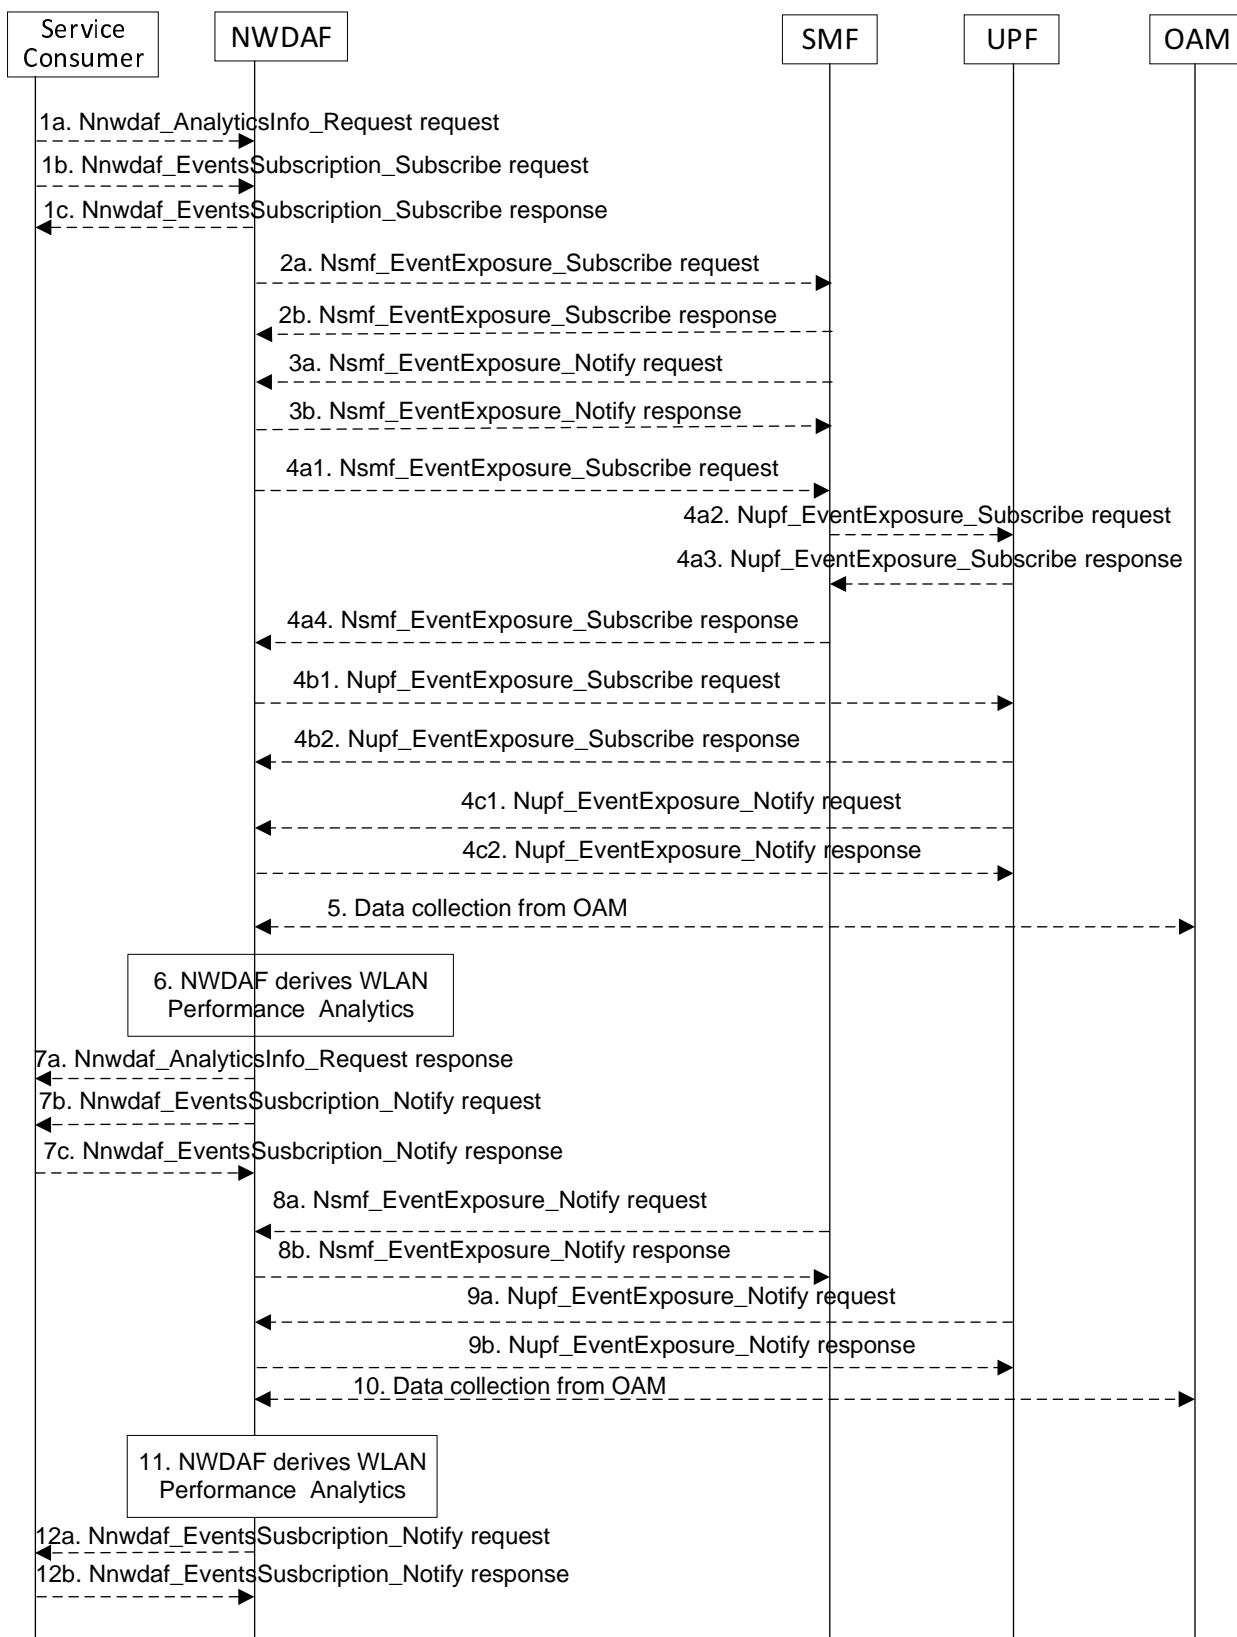 Service
Consumer
NWDAF
SMF
UPF
OAM
1a. Nnwdaf_AnalyticsInfo_Request request
1b. Nnwdaf_EventsSubscription_Subscribe request
1c. Nnwdaf_EventsSubscription_Subscribe response
2a. Nsmf_EventExposure_Subscribe request
2b. Nsmf_EventExposure_Subscribe response
3a. Nsmf_EventExposure_Notify request
3b. Nsmf_EventExposure_Notify response
4a1. Nsmf_EventExposure_Subscribe request
4a2. Nupf_EventExposure_Subscribe request
4a3. Nupf_EventExposure_Subscribe response
4a4. Nsmf_EventExposure_Subscribe response
4b1. Nupf_EventExposure_Subscribe request
4b2. Nupf_EventExposure_Subscribe response
4c1. Nupf_EventExposure_Notify request
4c2. Nupf_EventExposure_Notify response
5. Data collection from OAM
6. NWDAF derives WLAN
Performance Analytics
7a. Nnwdaf_AnalyticsInfo_Request response
7b. Nnwdaf_EventsSusbcription_Notify request
7c. Nnwdaf_EventsSusbcription_Notify response
8a. Nsmf_EventExposure_Notify request
8b. Nsmf_EventExposure_Notify response
9a. Nupf_EventExposure_Notify request
9b. Nupf_EventExposure_Notify response
10. Data collection from OAM
11. NWDAF derives WLAN
Performance Analytics
12a. Nnwdaf_EventsSusbcription_Notify request
12b. Nnwdaf_EventsSusbcription_Notify response